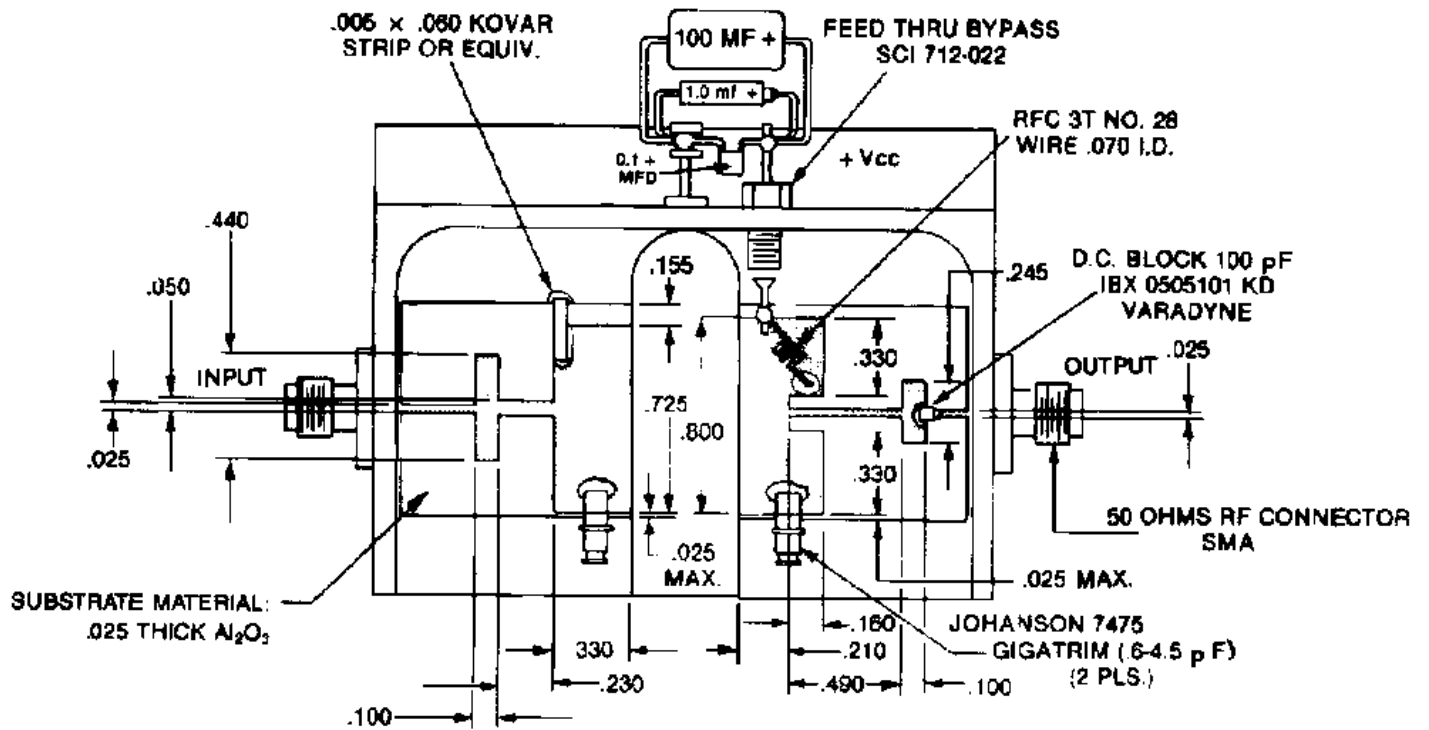 .005 × .060 KOVAR
STRIP OR EQUIV.
100 MF +
1.0 mf +
FEED THRU BYPASS
SCI 712-022
RFC 3T NO. 28
WIRE .070 I.D.
0.1 +
MFD
+ Vcc
.440
.050
.155
.245
D.C. BLOCK 100 pF
IBX 0505101 KD
VARADYNE
INPUT
.330
OUTPUT
.025
.725
.800
.025
.330
50 OHMS RF CONNECTOR
SMA
.025
MAX.
.025 MAX.
SUBSTRATE MATERIAL:
.025 THICK Al₂O₃
.160
JOHANSON 7475
GIGATRIM (.6-4.5 p F)
(2 PLS.)
.330
.210
.230
.490
.100
.100